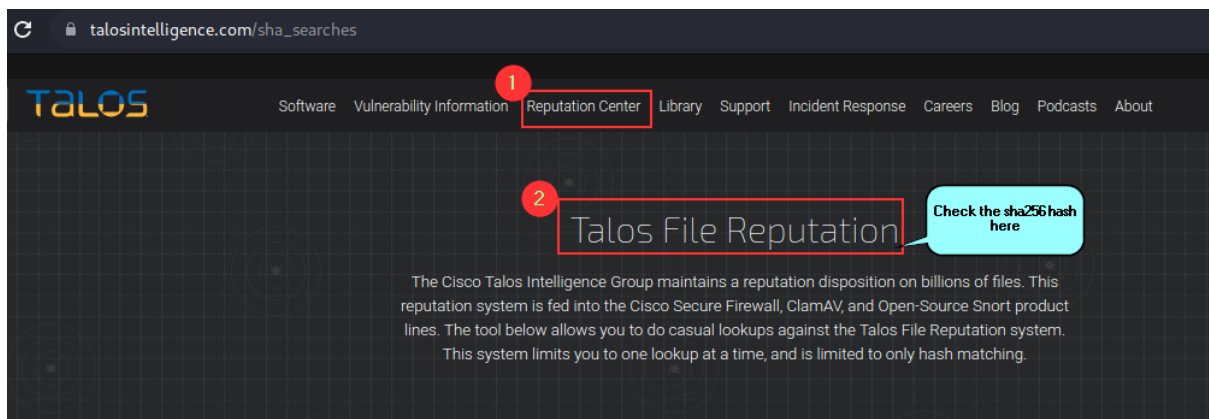 talosintelligence.com/sha_searches
1
TALOS Software Vulnerability Information Reputation Center Library Support Incident Response Careers Blog Podcasts About
2
Talos File Reputation
Check the sha256 hash
here
The Cisco Talos Intelligence Group maintains a reputation disposition on billions of files. This
reputation system is fed into the Cisco Secure Firewall, ClamAV, and Open-Source Snort product
lines. The tool below allows you to do casual lookups against the Talos File Reputation system.
This system limits you to one lookup at a time, and is limited to only hash matching.